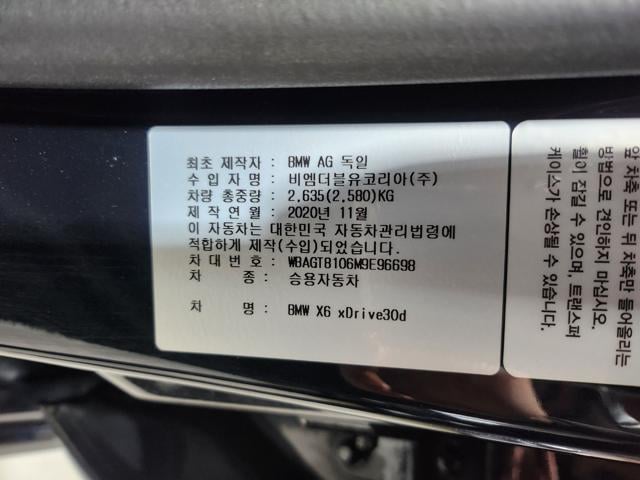 최초 제작자 : BMW AG 독일
수 입 자 명 : 비엠더블유코리아(주)
차량 총중량 : 2,635(2,580)KG
제 작 연 월 : 2020년 11월
이 자동차는 대한민국 자동차관리법령에
적합하게 제작(수입)되었습니다.
차 대 번 호 : WBAGT8106M9E96698
차 종 : 승용자동차
차 명 : BMW X6 xDrive30d
앞 차축 또는 뒤 차축만 들어올리는
방법으로 견인하지 마십시오.
휠이 잠길 수 있으며, 트랜스퍼
케이스가 손상될 수 있습니다.